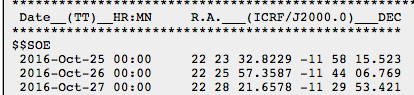 *******************************************************
Date__(TT)__HR:MN     R.A.___(ICRF/J2000.0)___DEC
*******************************************************
$$SOE
2016-Oct-25 00:00     22 23 32.8229 -11 58 15.523
2016-Oct-26 00:00     22 25 57.3587 -11 44 06.769
2016-Oct-27 00:00     22 28 21.6578 -11 29 53.421